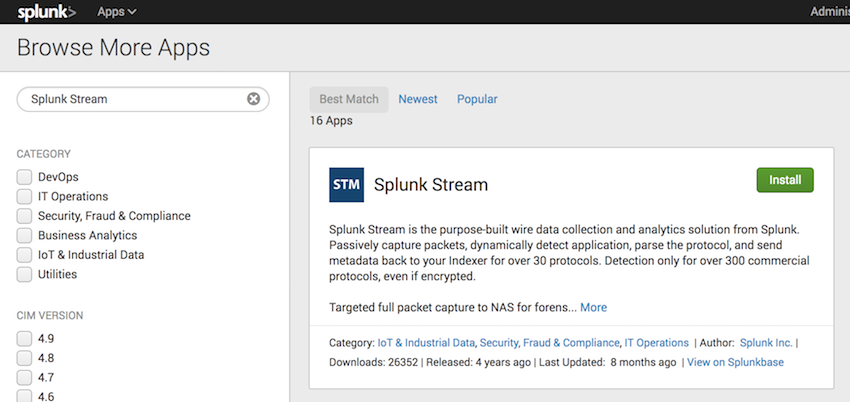 splunk> Apps Adminis
Browse More Apps
Splunk Stream
Best Match Newest Popular
16 Apps
CATEGORY
DevOps
IT Operations
Security, Fraud & Compliance
Business Analytics
IoT & Industrial Data
Utilities
CIM VERSION
4.9
4.8
4.7
4.6
STM Splunk Stream Install
Splunk Stream is the purpose-built wire data collection and analytics solution from Splunk.
Passively capture packets, dynamically detect application, parse the protocol, and send
metadata back to your Indexer for over 30 protocols. Detection only for over 300 commercial
protocols, even if encrypted.
Targeted full packet capture to NAS for forens... More
Category: IoT & Industrial Data, Security, Fraud & Compliance, IT Operations | Author: Splunk Inc. |
Downloads: 26352 | Released: 4 years ago | Last Updated: 8 months ago | View on Splunkbase